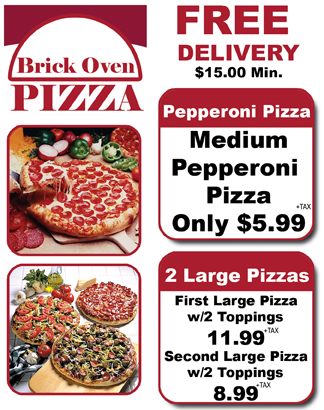 Brick Oven
PIZZA
FREE
DELIVERY
$15.00 Min.
Pepperoni Pizza
Medium
Pepperoni
Pizza
+TAX
Only $5.99
2 Large Pizzas
First Large Pizza
w/2 Toppings
11.99+TAX
Second Large Pizza
w/2 Toppings
8.99+TAX